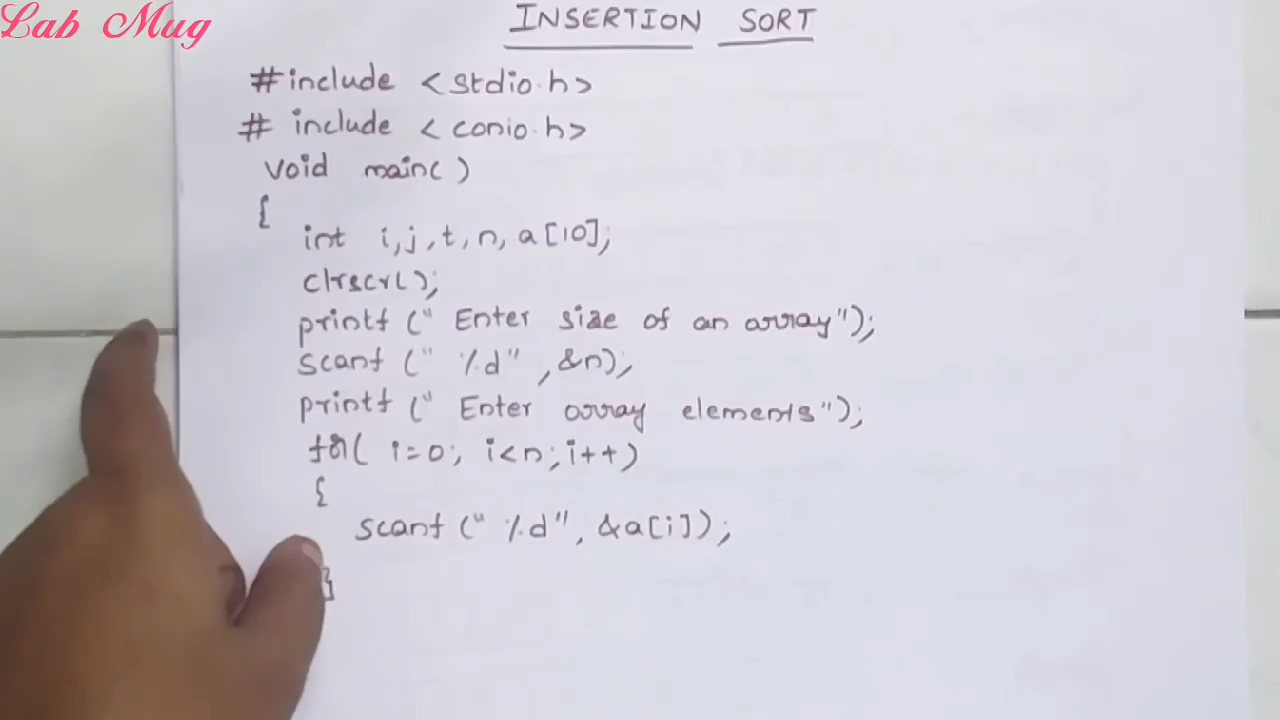 Lab Mug
INSERTION SORT
#include <stdio.h>
# include <conio.h>
void main()
{
int i,j,t,n,a[10];
clrscr();
printf (" Enter size of an array");
scanf (" %d" ,&n);
printf (" Enter array elements");
for( i=0; i<n;i++)
{
scanf (" %d", &a[i]);
}